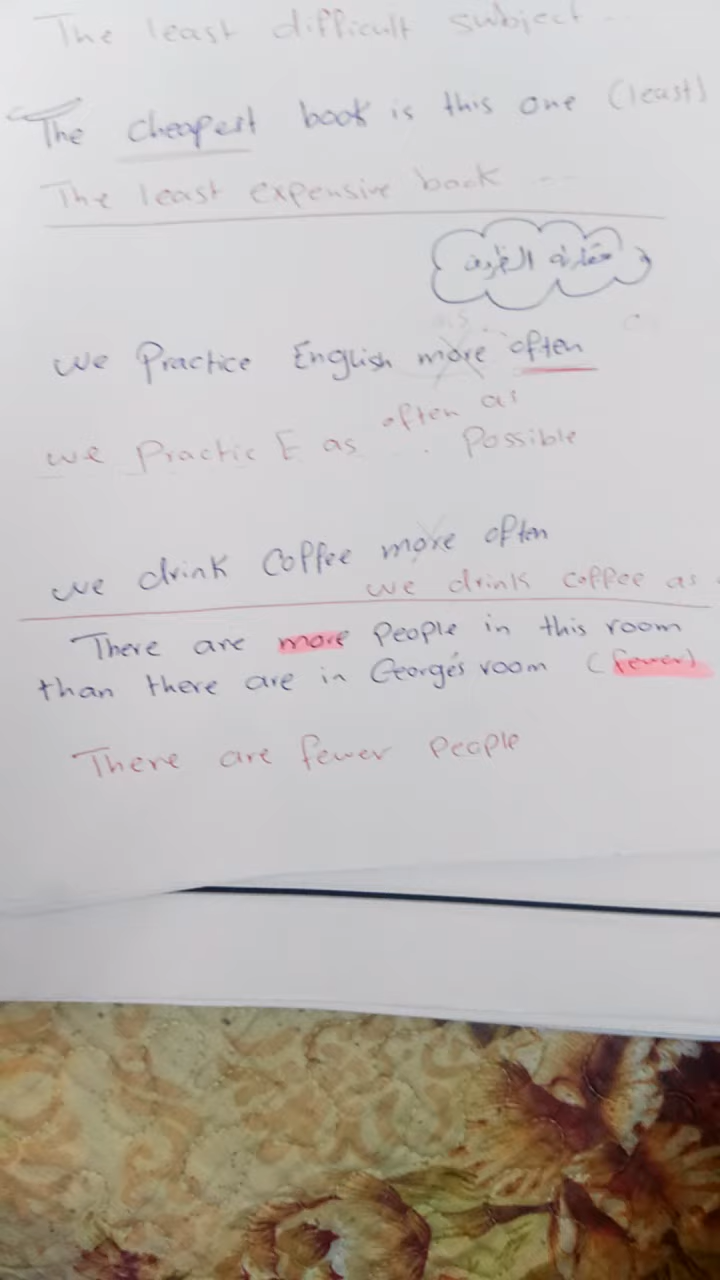 The least difficult subject ...
The cheapest book is this one (least)
The least expensive book ...
we Practice English more often
often as
we Practic E as . Possible
we drink Coffee more often
we drink coffee as
There are more People in this room
than there are in George's room (fewer)
There are fewer People